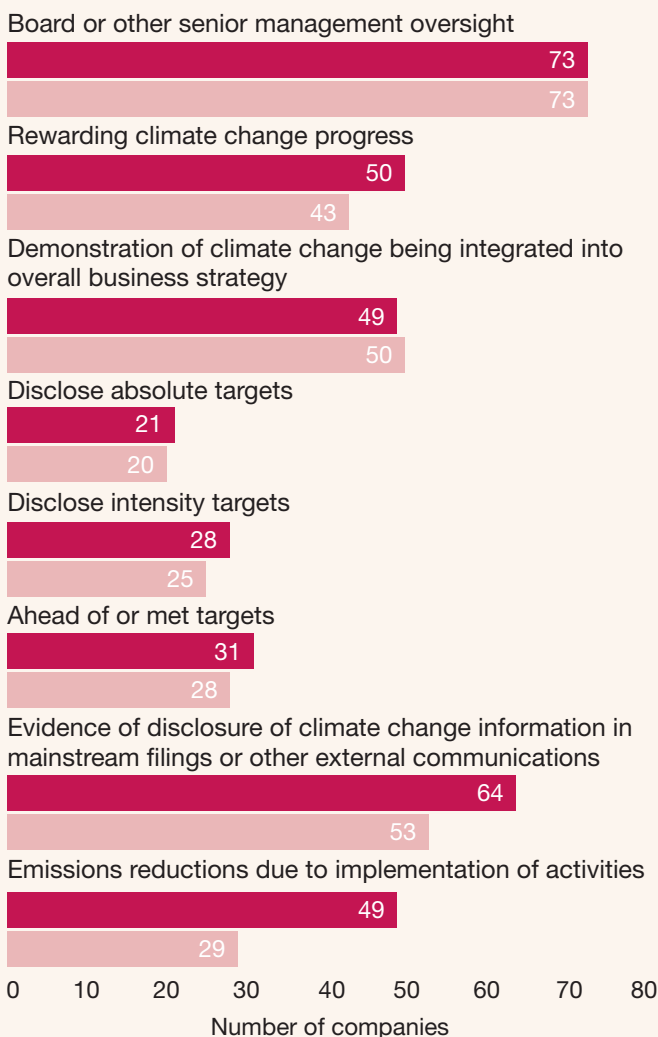 Board or other senior management oversight
73
73
Rewarding climate change progress
50
43
Demonstration of climate change being integrated into
overall business strategy
49
50
Disclose absolute targets
21
20
Disclose intensity targets
28
25
Ahead of or met targets
31
28
Evidence of disclosure of climate change information in
mainstream filings or other external communications
64
53
Emissions reductions due to implementation of activities
49
29
0 10 20 30 40 50 60 70 80
Number of companies